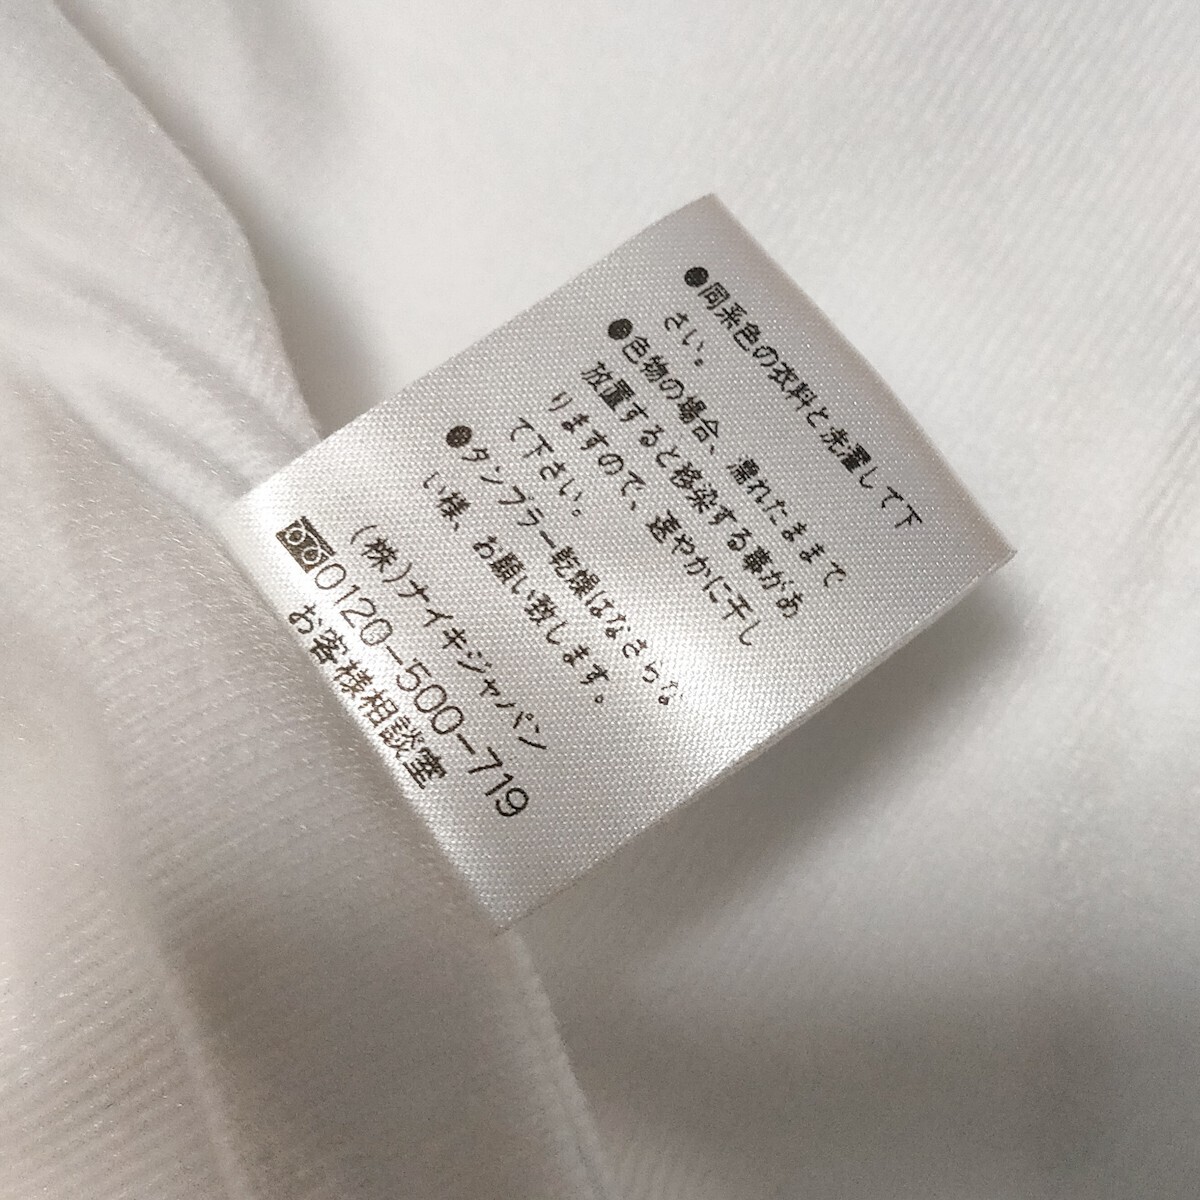 ●同系色の衣料と洗濯して下
さい。
●色物の場合、濡れたままで
放置すると移染する事があ
りますので、速やかに干し
て下さい。
●タンブラー乾燥はなさらな
い様、お願い致します。
(株)ナイキジャパン
0120-500-719
お客様相談室